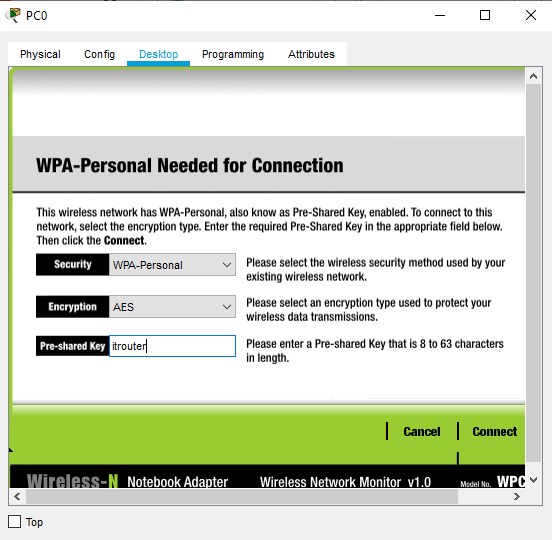 PC0
Physical Config Desktop Programming Attributes
WPA-Personal Needed for Connection
This wireless network has WPA-Personal, also know as Pre-Shared Key, enabled. To connect to this
network, select the encryption type. Enter the required Pre-Shared Key in the appropriate field below.
Then click the Connect.
Security WPA-Personal
Please select the wireless security method used by your
existing wireless network.
Encryption AES
Please select an encryption type used to protect your
wireless data transmissions.
Pre-shared Key itrouter
Please enter a Pre-shared Key that is 8 to 63 characters
in length.
Cancel Connect
Wireless-N Notebook Adapter Wireless Network Monitor v1.0 Model No. WPC
Top